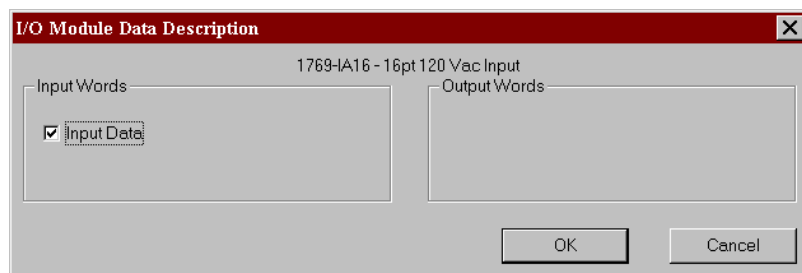 I/O Module Data Description
1769-IA16 - 16pt 120 Vac Input
Input Words
Output Words
Input Data
OK
Cancel